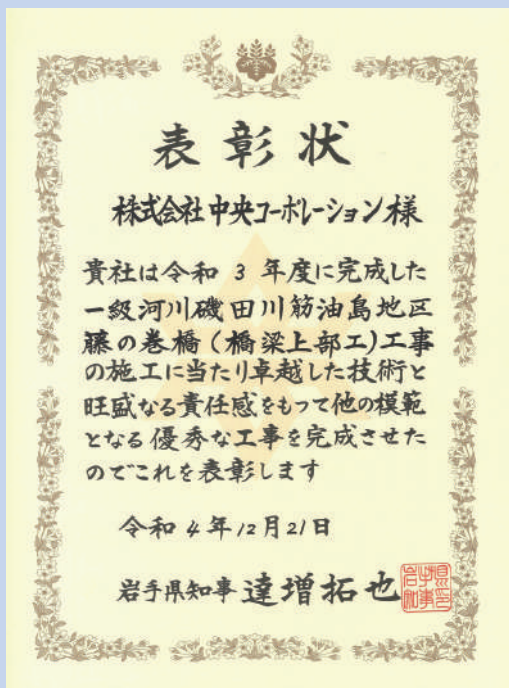 表彰状
株式会社中央コーポレーション様
貴社は令和3年度に完成した
一級河川磯田川筋油島地区
藤の巻橋(橋梁上部工)工事
の施工に当たり卓越した技術と
旺盛なる責任感をもって他の模範
となる優秀な工事を完成させた
のでこれを表彰します
令和4年12月21日
岩手県知事 達増拓也